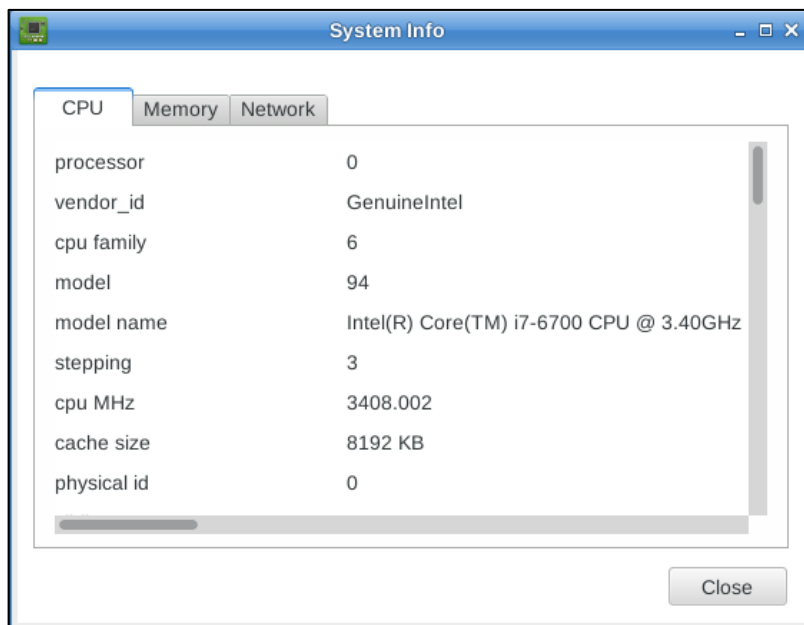 System Info
CPU Memory Network
processor 0
vendor_id GenuineIntel
cpu family 6
model 94
model name Intel(R) Core(TM) i7-6700 CPU @ 3.40GHz
stepping 3
cpu MHz 3408.002
cache size 8192 KB
physical id 0
Close